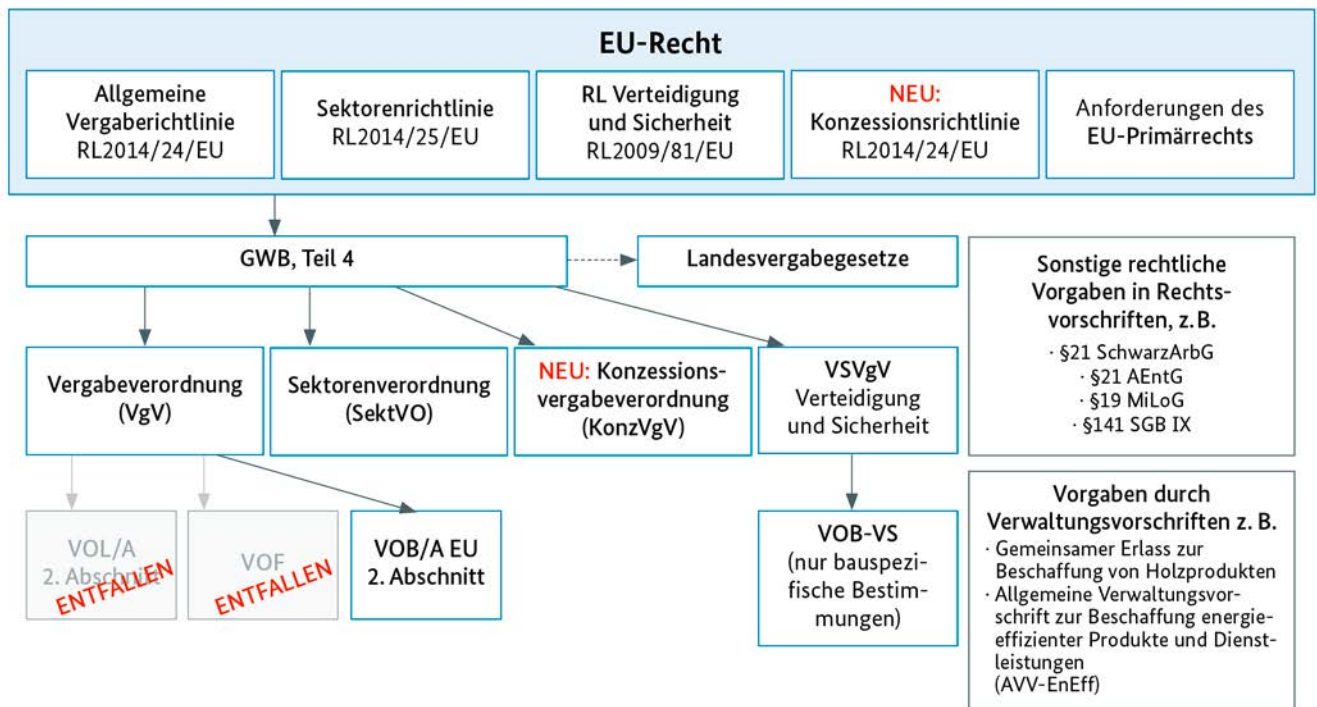 EU-Recht
Allgemeine
Vergaberichtlinie
RL2014/24/EU
Sektorenrichtlinie
RL2014/25/EU
RL Verteidigung
und Sicherheit
RL2009/81/EU
NEU:
Konzessionsrichtlinie
RL2014/24/EU
Anforderungen des
EU-Primärrechts
GWB, Teil 4
Landesvergabegesetze
Sonstige rechtliche
Vorgaben in Rechts-
vorschriften, z. B.
· §21 SchwarzArbG
· §21 AEntG
· §19 MiLoG
· §141 SGB IX
Vergabeverordnung
(VgV)
Sektorenverordnung
(SektVO)
NEU: Konzessions-
vergabeverordnung
(KonzVgV)
VSVgV
Verteidigung
und Sicherheit
VOL/A
2. Abschnitt
ENTFALLEN
VOF
ENTFALLEN
VOB/A EU
2. Abschnitt
VOB-VS
(nur bauspezi-
fische Bestim-
mungen)
Vorgaben durch
Verwaltungsvorschriften z. B.
· Gemeinsamer Erlass zur
Beschaffung von Holzprodukten
· Allgemeine Verwaltungsvor-
schrift zur Beschaffung energie-
effizienter Produkte und Dienst-
leistungen
(AVV-EnEff)